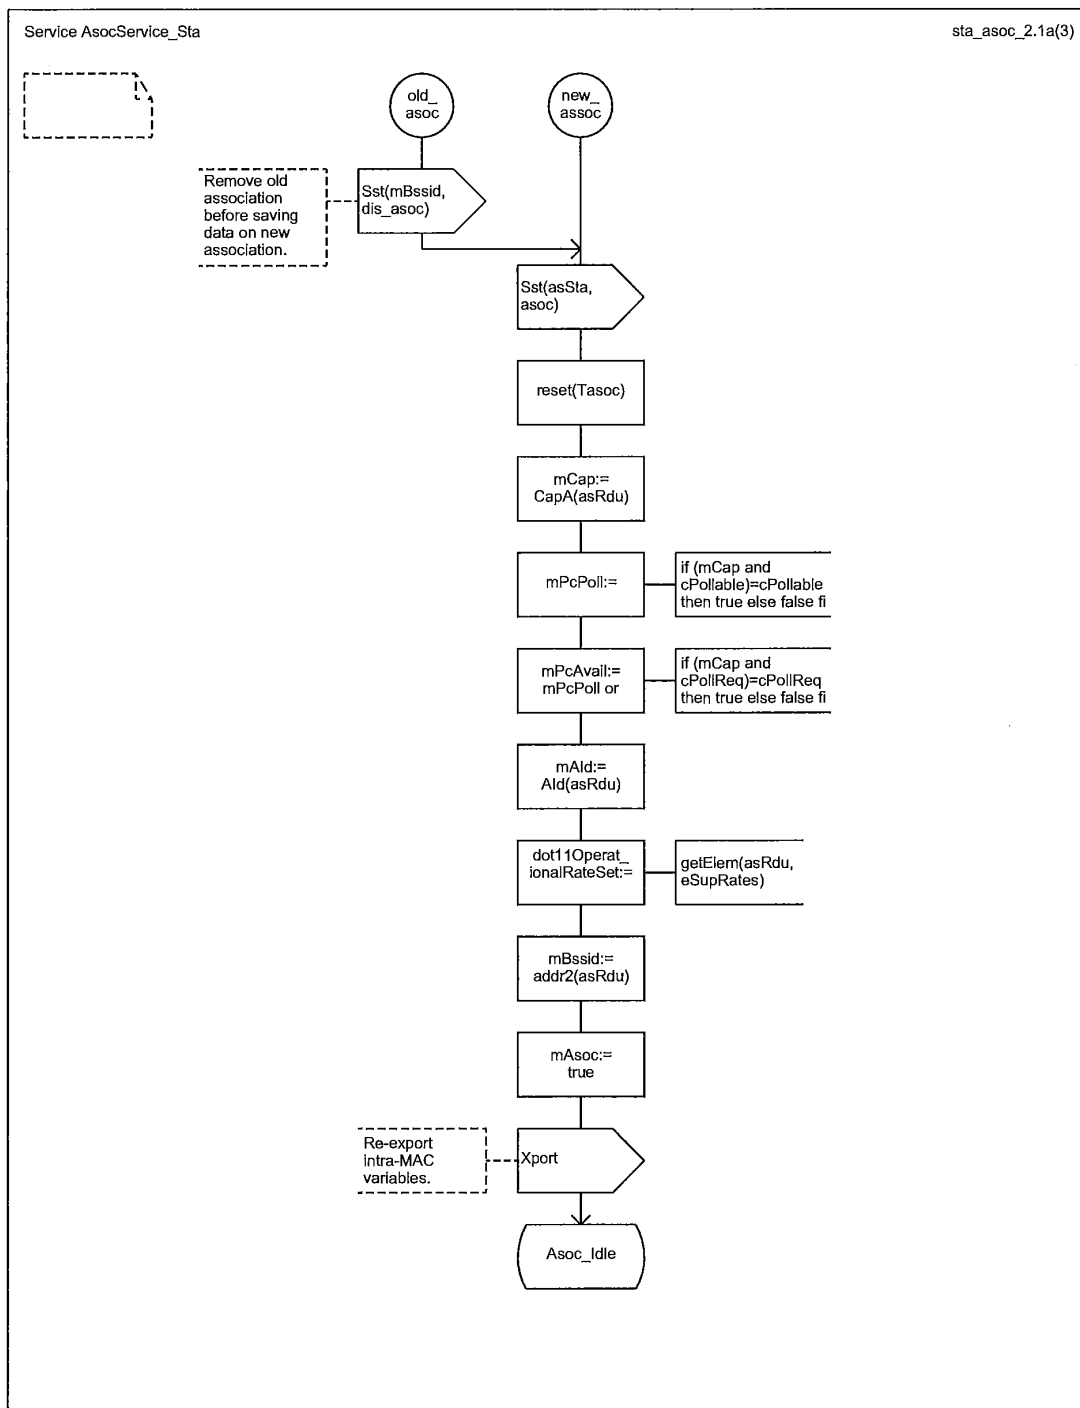 Service AsocService_Sta
sta_asoc_2.1a(3)
old_
asoc
new_
assoc
Remove old
association
before saving
data on new
association.
Sst(mBssid,
dis_asoc)
Sst(asSta,
asoc)
reset(Tasoc)
mCap:=
CapA(asRdu)
mPcPoll:=
if (mCap and
cPollable)=cPollable
then true else false fi
mPcAvail:=
mPcPoll or
if (mCap and
cPollReq)=cPollReq
then true else false fi
mAId:=
AId(asRdu)
dot11Operat_
ionalRateSet:=
getElem(asRdu,
eSupRates)
mBssid:=
addr2(asRdu)
mAsoc:=
true
Re-export
intra-MAC
variables.
Xport
Asoc_Idle